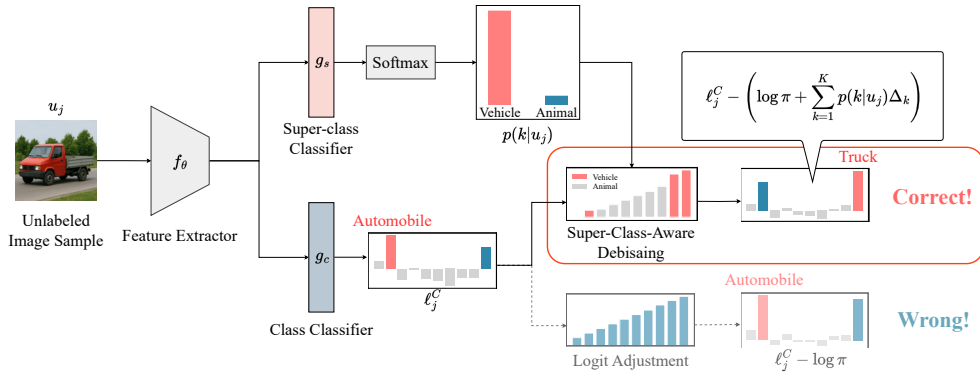 u_j
Unlabeled
Image Sample
f_θ
Feature Extractor
g_s
Super-class
Classifier
Softmax
Vehicle
Animal
p(k|u_j)
ℓ_j^C − (log π + ∑_{k=1}^{K} p(k|u_j)Δ_k)
g_c
Class Classifier
Automobile
ℓ_j^C
Vehicle
Animal
Super-Class-Aware
Debisaing
Truck
Correct!
Logit Adjustment
Automobile
ℓ_j^C − log π
Wrong!